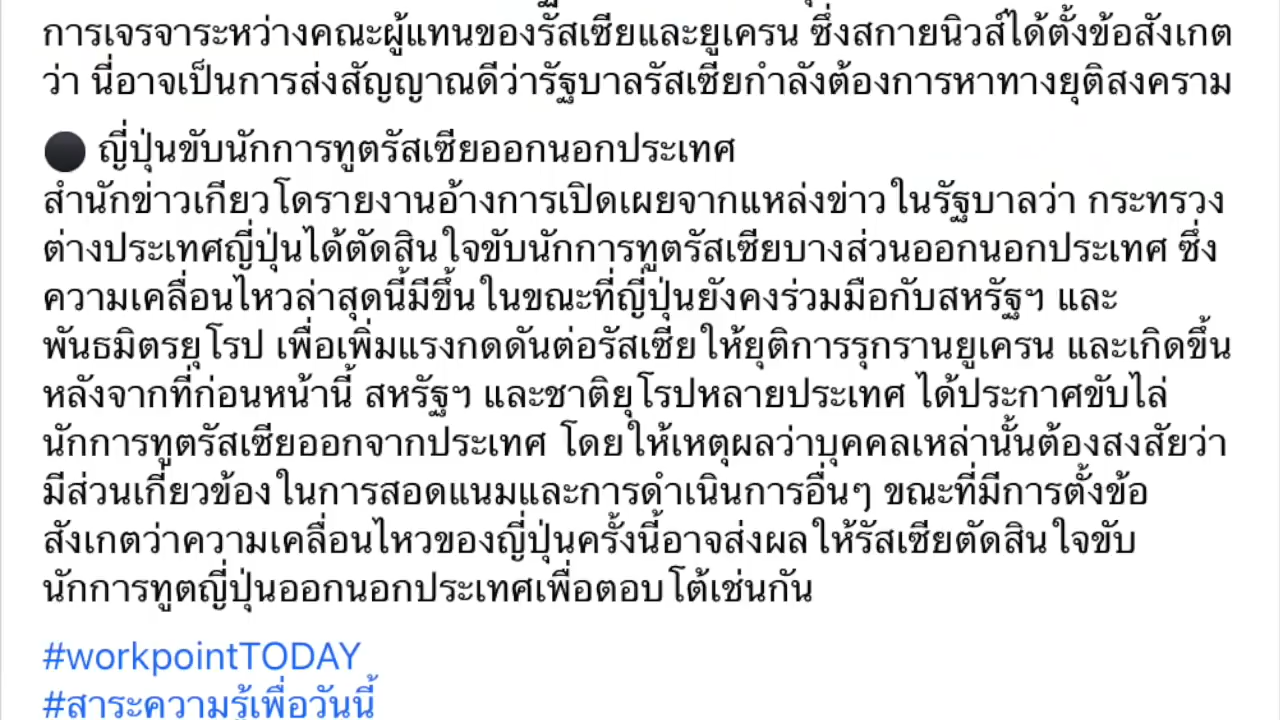 การเจรจาระหว่างคณะผู้แทนของรัสเซียและยูเครน ซึ่งสกายนิวส์ได้ตั้งข้อสังเกต
ว่า นี่อาจเป็นการส่งสัญญาณดีว่ารัฐบาลรัสเซียกำลังต้องการหาทางยุติสงคราม
⚫ ญี่ปุ่นขับนักการทูตรัสเซียออกนอกประเทศ
สำนักข่าวเกียวโดรายงานอ้างการเปิดเผยจากแหล่งข่าวในรัฐบาลว่า กระทรวง
ต่างประเทศญี่ปุ่นได้ตัดสินใจขับนักการทูตรัสเซียบางส่วนออกนอกประเทศ ซึ่ง
ความเคลื่อนไหวล่าสุดนี้มีขึ้นในขณะที่ญี่ปุ่นยังคงร่วมมือกับสหรัฐฯ และ
พันธมิตรยุโรป เพื่อเพิ่มแรงกดดันต่อรัสเซียให้ยุติการรุกรานยูเครน และเกิดขึ้น
หลังจากที่ก่อนหน้านี้ สหรัฐฯ และชาติยุโรปหลายประเทศ ได้ประกาศขับไล่
นักการทูตรัสเซียออกจากประเทศ โดยให้เหตุผลว่าบุคคลเหล่านั้นต้องสงสัยว่า
มีส่วนเกี่ยวข้องในการสอดแนมและการดำเนินการอื่นๆ ขณะที่มีการตั้งข้อ
สังเกตว่าความเคลื่อนไหวของญี่ปุ่นครั้งนี้อาจส่งผลให้รัสเซียตัดสินใจขับ
นักการทูตญี่ปุ่นออกนอกประเทศเพื่อตอบโต้เช่นกัน
#workpointTODAY
#สาระความรู้เพื่อวันนี้